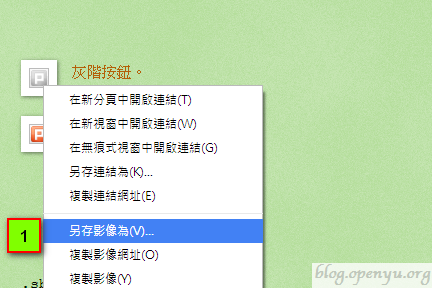 P
灰階按鈕。
在新分頁中開啟連結(T)
P
在新視窗中開啟連結(W)
在無痕式視窗中開啟連結(G)
另存連結為(K)...
複製連結網址(E)
1
另存影像為(V)...
複製影像網址(O)
複製影像(Y)
.sh
blog.openyu.org